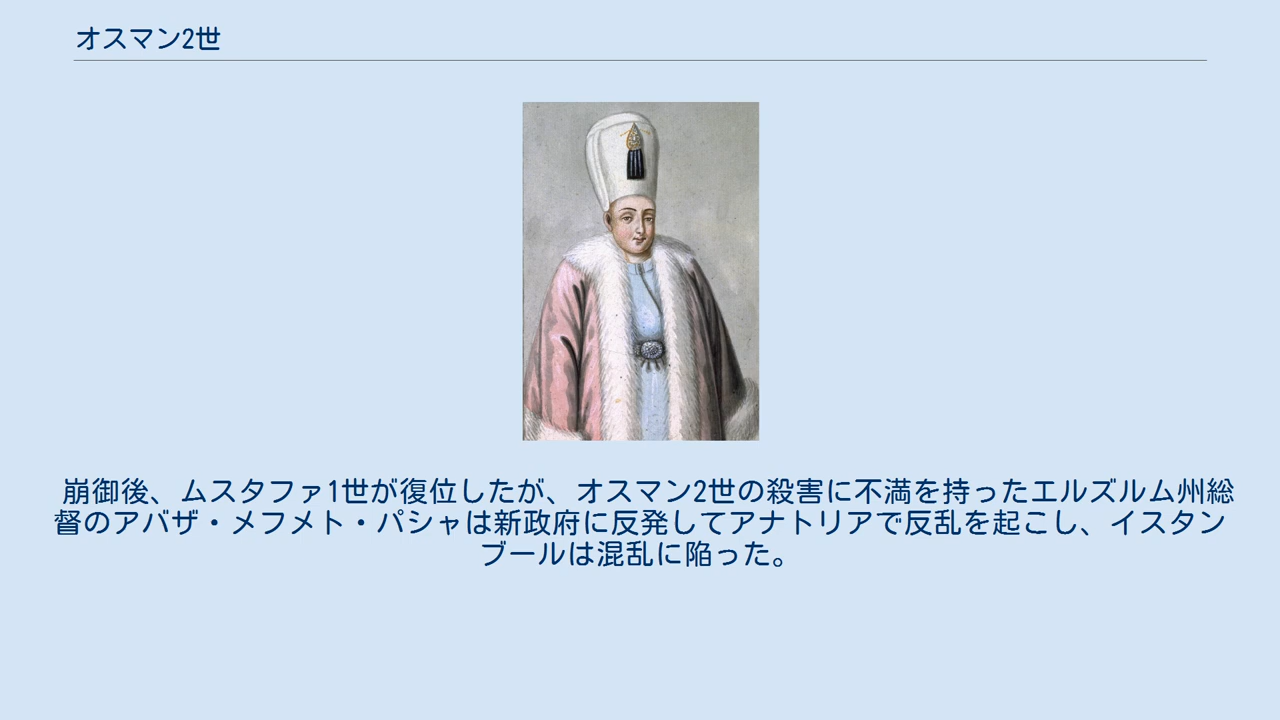 オスマン2世
崩御後、ムスタファ1世が復位したが、オスマン2世の殺害に不満を持ったエルズルム州総
督のアバザ・メフメト・パシャは新政府に反発してアナトリアで反乱を起こし、イスタン
ブールは混乱に陥った。